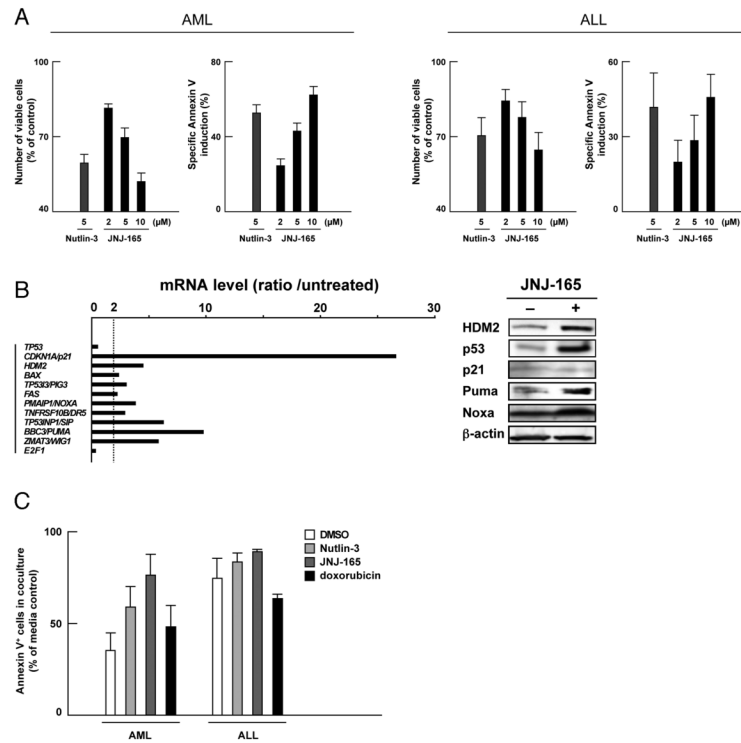 A
AML
ALL
Number of viable cells
(% of control)
100
70
40
5
2
5
10
(μM)
Nutlin-3
JNJ-165
Specific Annexin V
induction (%)
80
40
0
5
2
5
10
(μM)
Nutlin-3
JNJ-165
Number of viable cells
(% of control)
100
70
40
5
2
5
10
(μM)
Nutlin-3
JNJ-165
Specific Annexin V
induction (%)
60
30
0
5
2
5
10
(μM)
Nutlin-3
JNJ-165
B
mRNA level (ratio /untreated)
0
2
10
20
30
TP53
CDKN1A/p21
HDM2
BAX
TP53I3/PIG3
FAS
PMAIP1/NOXA
TNFRSF10B/DR5
TP53INP1/SIP
BBC3/PUMA
ZMAT3/WIG1
E2F1
JNJ-165
– +
HDM2
p53
p21
Puma
Noxa
β-actin
C
Annexin V⁺ cells in coculture
(% of media control)
100
50
0
DMSO
Nutlin-3
JNJ-165
doxorubicin
AML
ALL